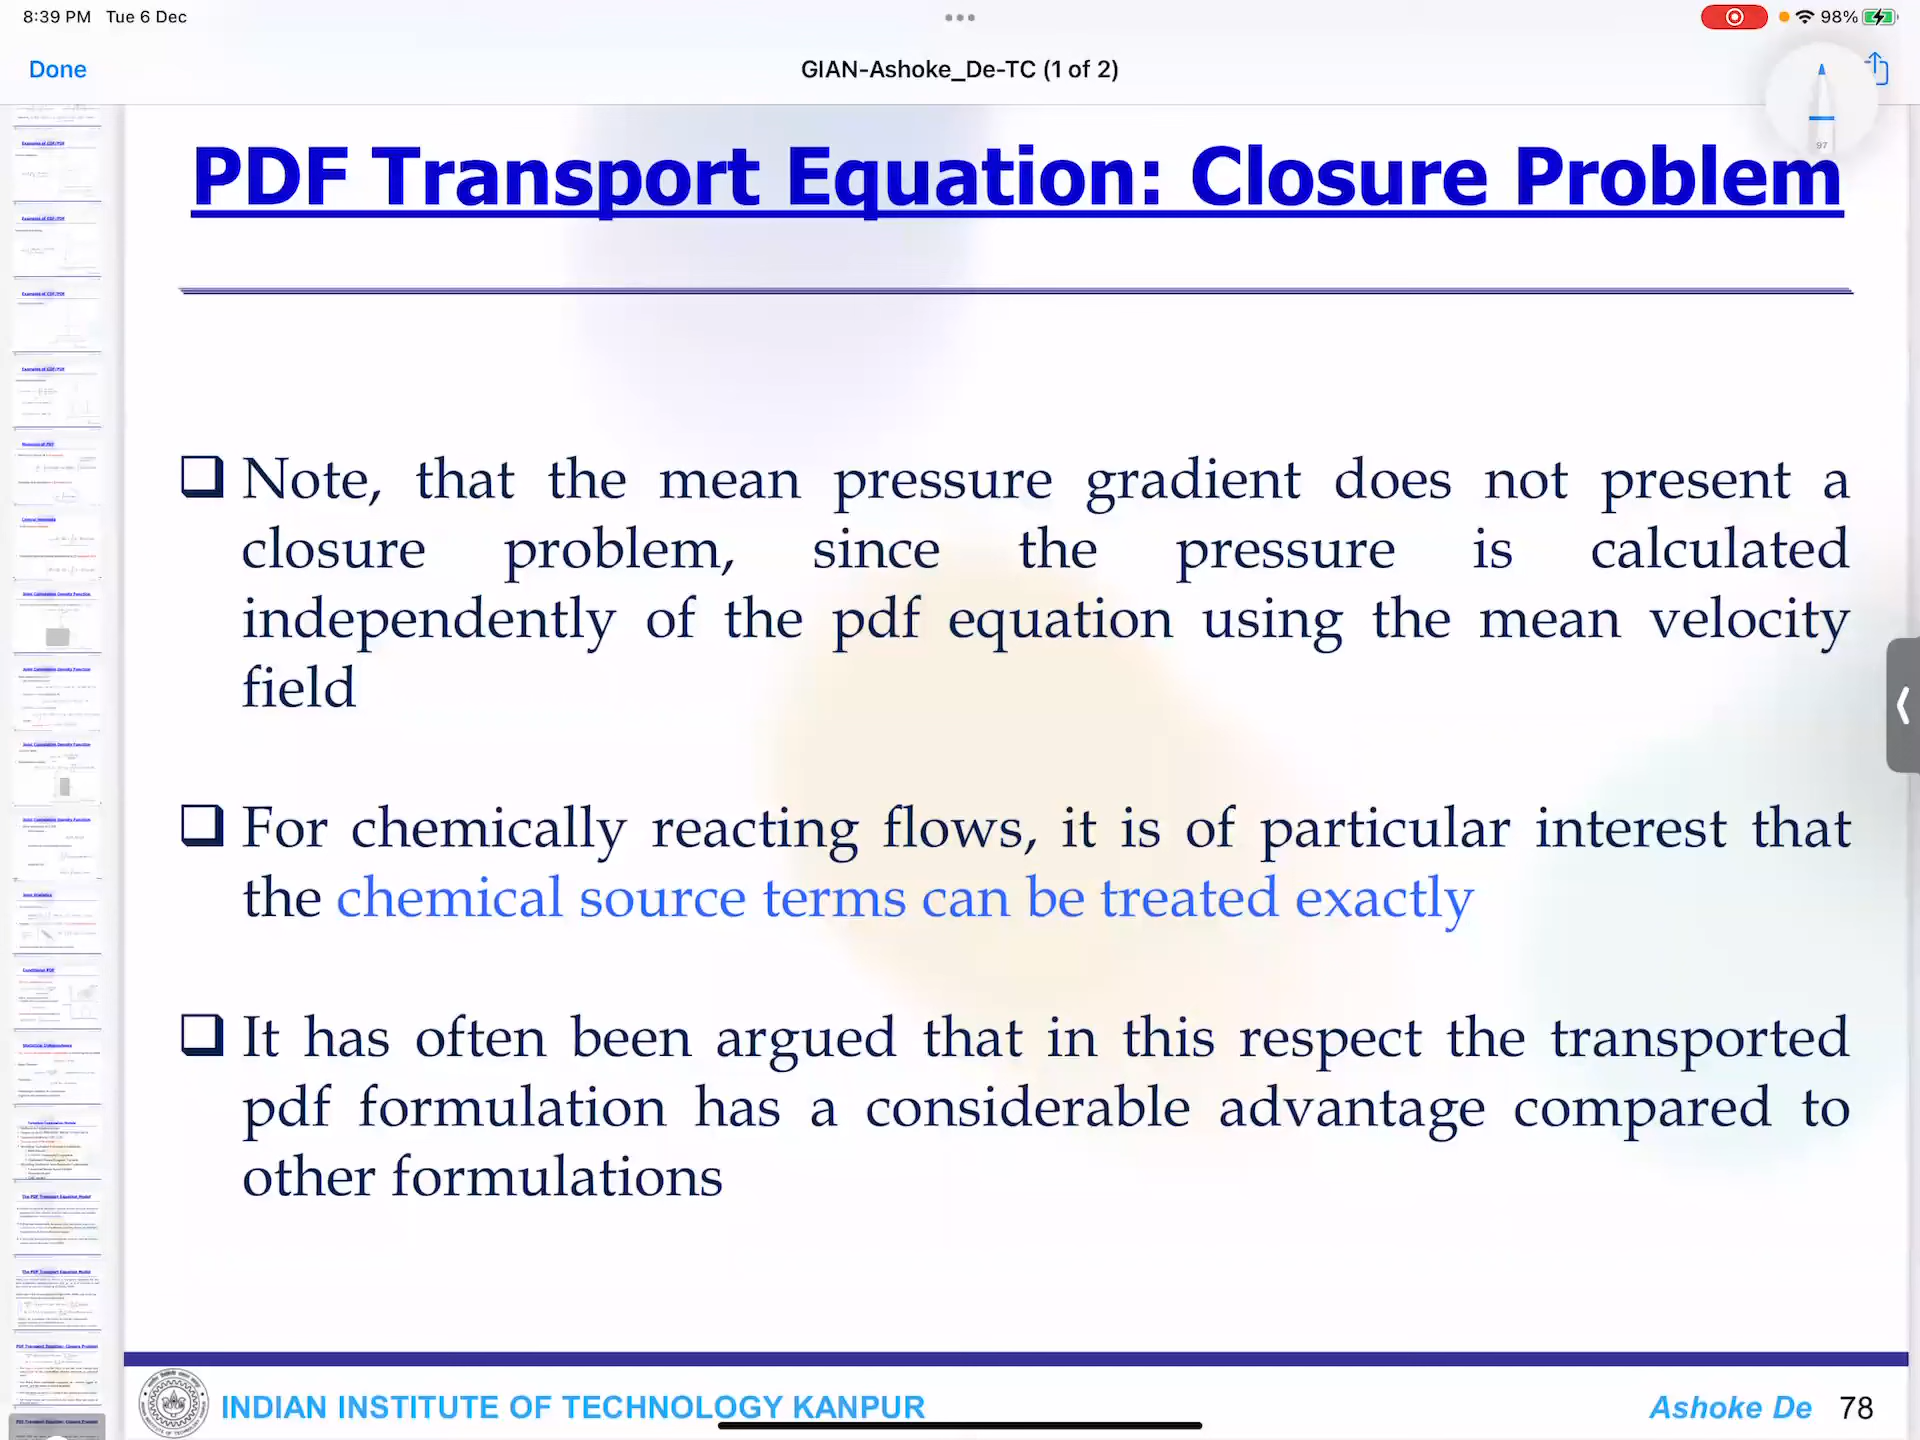 8:39 PM Tue 6 Dec
98%
Done
GIAN-Ashoke_De-TC (1 of 2)
97
PDF Transport Equation: Closure Problem
Note, that the mean pressure gradient does not present a
closure problem, since the pressure is calculated
independently of the pdf equation using the mean velocity
field
For chemically reacting flows, it is of particular interest that
the chemical source terms can be treated exactly
It has often been argued that in this respect the transported
pdf formulation has a considerable advantage compared to
other formulations
INDIAN INSTITUTE OF TECHNOLOGY KANPUR
Ashoke De 78